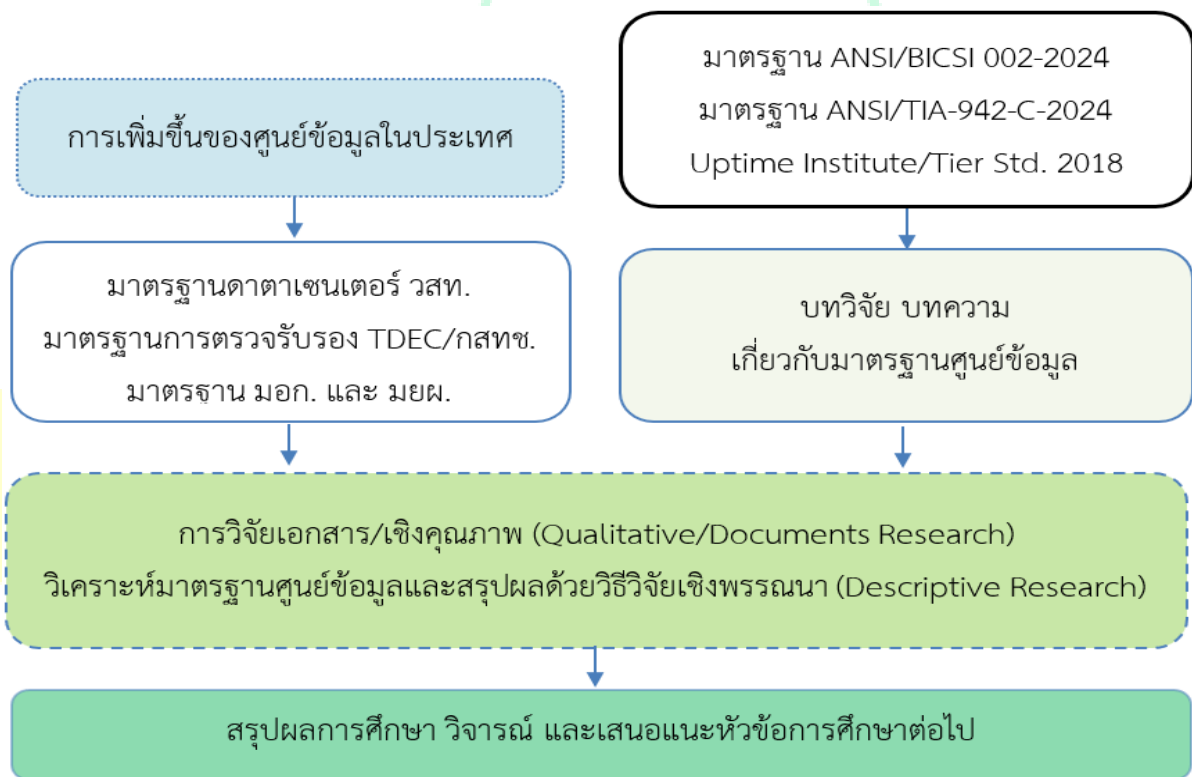 การเพิ่มขึ้นของศูนย์ข้อมูลในประเทศ
มาตรฐาน ANSI/BICSI 002-2024
มาตรฐาน ANSI/TIA-942-C-2024
Uptime Institute/Tier Std. 2018
มาตรฐานดาตาเซนเตอร์ วสท.
มาตรฐานการตรวจรับรอง TDEC/กสทช.
มาตรฐาน มอก. และ มยผ.
บทวิจัย บทความ
เกี่ยวกับมาตรฐานศูนย์ข้อมูล
การวิจัยเอกสาร/เชิงคุณภาพ (Qualitative/Documents Research)
วิเคราะห์มาตรฐานศูนย์ข้อมูลและสรุปผลด้วยวิธีวิจัยเชิงพรรณนา (Descriptive Research)
สรุปผลการศึกษา วิจารณ์ และเสนอแนะหัวข้อการศึกษาต่อไป